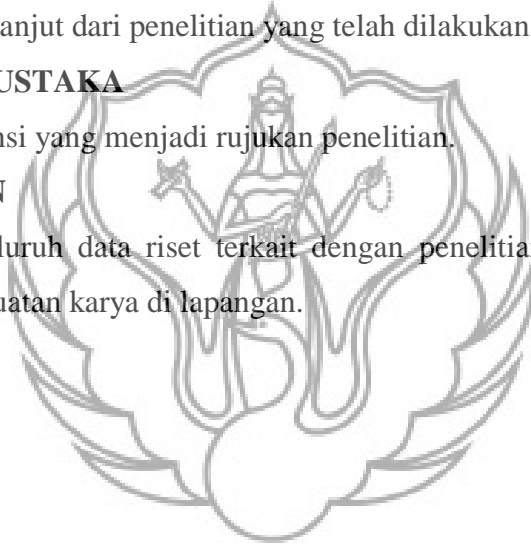 anjut dari penelitian yang telah dilakukan
USTAKA
nsi yang menjadi rujukan penelitian.
N
luruh data riset terkait dengan penelitia
uatan karya di lapangan.